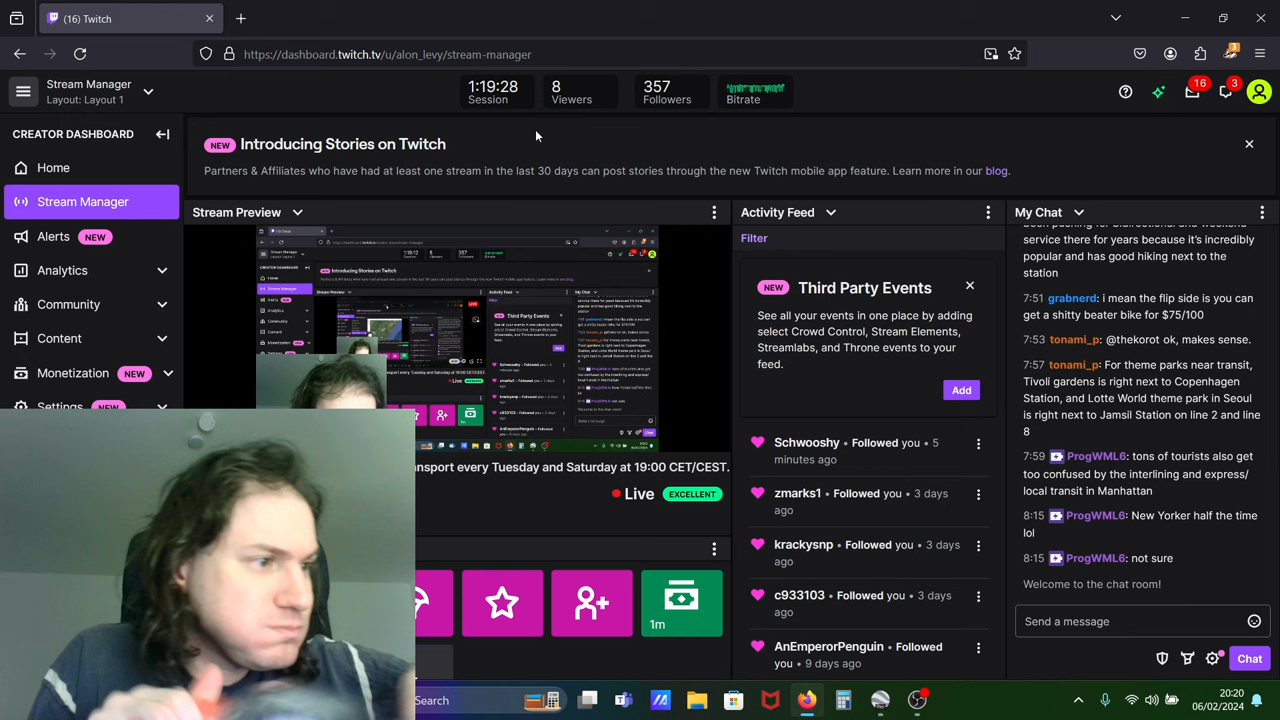 (16) Twitch
https://dashboard.twitch.tv/u/alon_levy/stream-manager
3
Stream Manager
Layout: Layout 1
1:19:28
Session
8
Viewers
357
Followers
Bitrate
16
3
CREATOR DASHBOARD
Home
Stream Manager
Alerts NEW
Analytics
Community
Content
Monetization NEW
Settings NEW
NEW Introducing Stories on Twitch
Partners & Affiliates who have had at least one stream in the last 30 days can post stories through the new Twitch mobile app feature. Learn more in our blog.
Stream Preview
transport every Tuesday and Saturday at 19:00 CET/CEST.
Live EXCELLENT
1m
Activity Feed
Filter
NEW Third Party Events
See all your events in one place by adding
select Crowd Control, Stream Elements,
Streamlabs, and Throne events to your
feed.
Add
Schwooshy • Followed you • 5
minutes ago
zmarks1 • Followed you • 3 days
ago
krackysnp • Followed you • 3 days
ago
c933103 • Followed you • 3 days
ago
AnEmperorPenguin • Followed
you • 9 days ago
My Chat
service there for years because it's incredibly
popular and has good hiking next to the
station
7:51 grabnerd: i mean the flip side is you can
get a shitty beater bike for $75/100
tonami_p: For theme parks near transit,
Tivoli gardens is right next to Copenhagen
central, and Lotte World theme park in Seoul
is right next to Jamsil Station on line 2 and line
8
7:59 ProgWML6: tons of tourists also get
too confused by the interlining and express/
local transit in Manhattan
8:15 ProgWML6: New Yorker half the time
lol
8:15 ProgWML6: not sure
Welcome to the chat room!
Send a message
Chat
Search
20:20
06/02/2024